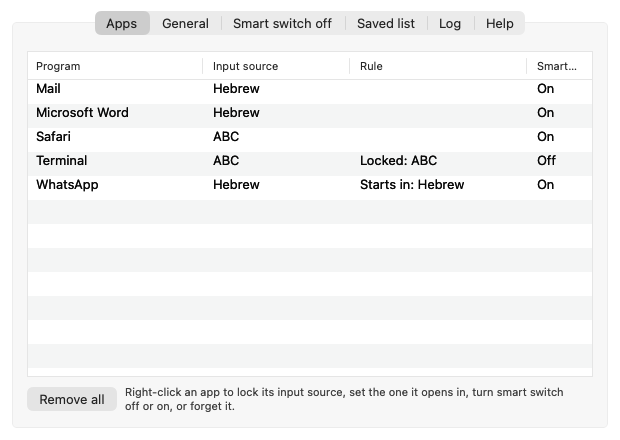 Apps General Smart switch off Saved list Log Help
Program Input source Rule Smart...
Mail Hebrew On
Microsoft Word Hebrew On
Safari ABC On
Terminal ABC Locked: ABC Off
WhatsApp Hebrew Starts in: Hebrew On
Remove all
Right-click an app to lock its input source, set the one it opens in, turn smart switch
off or on, or forget it.